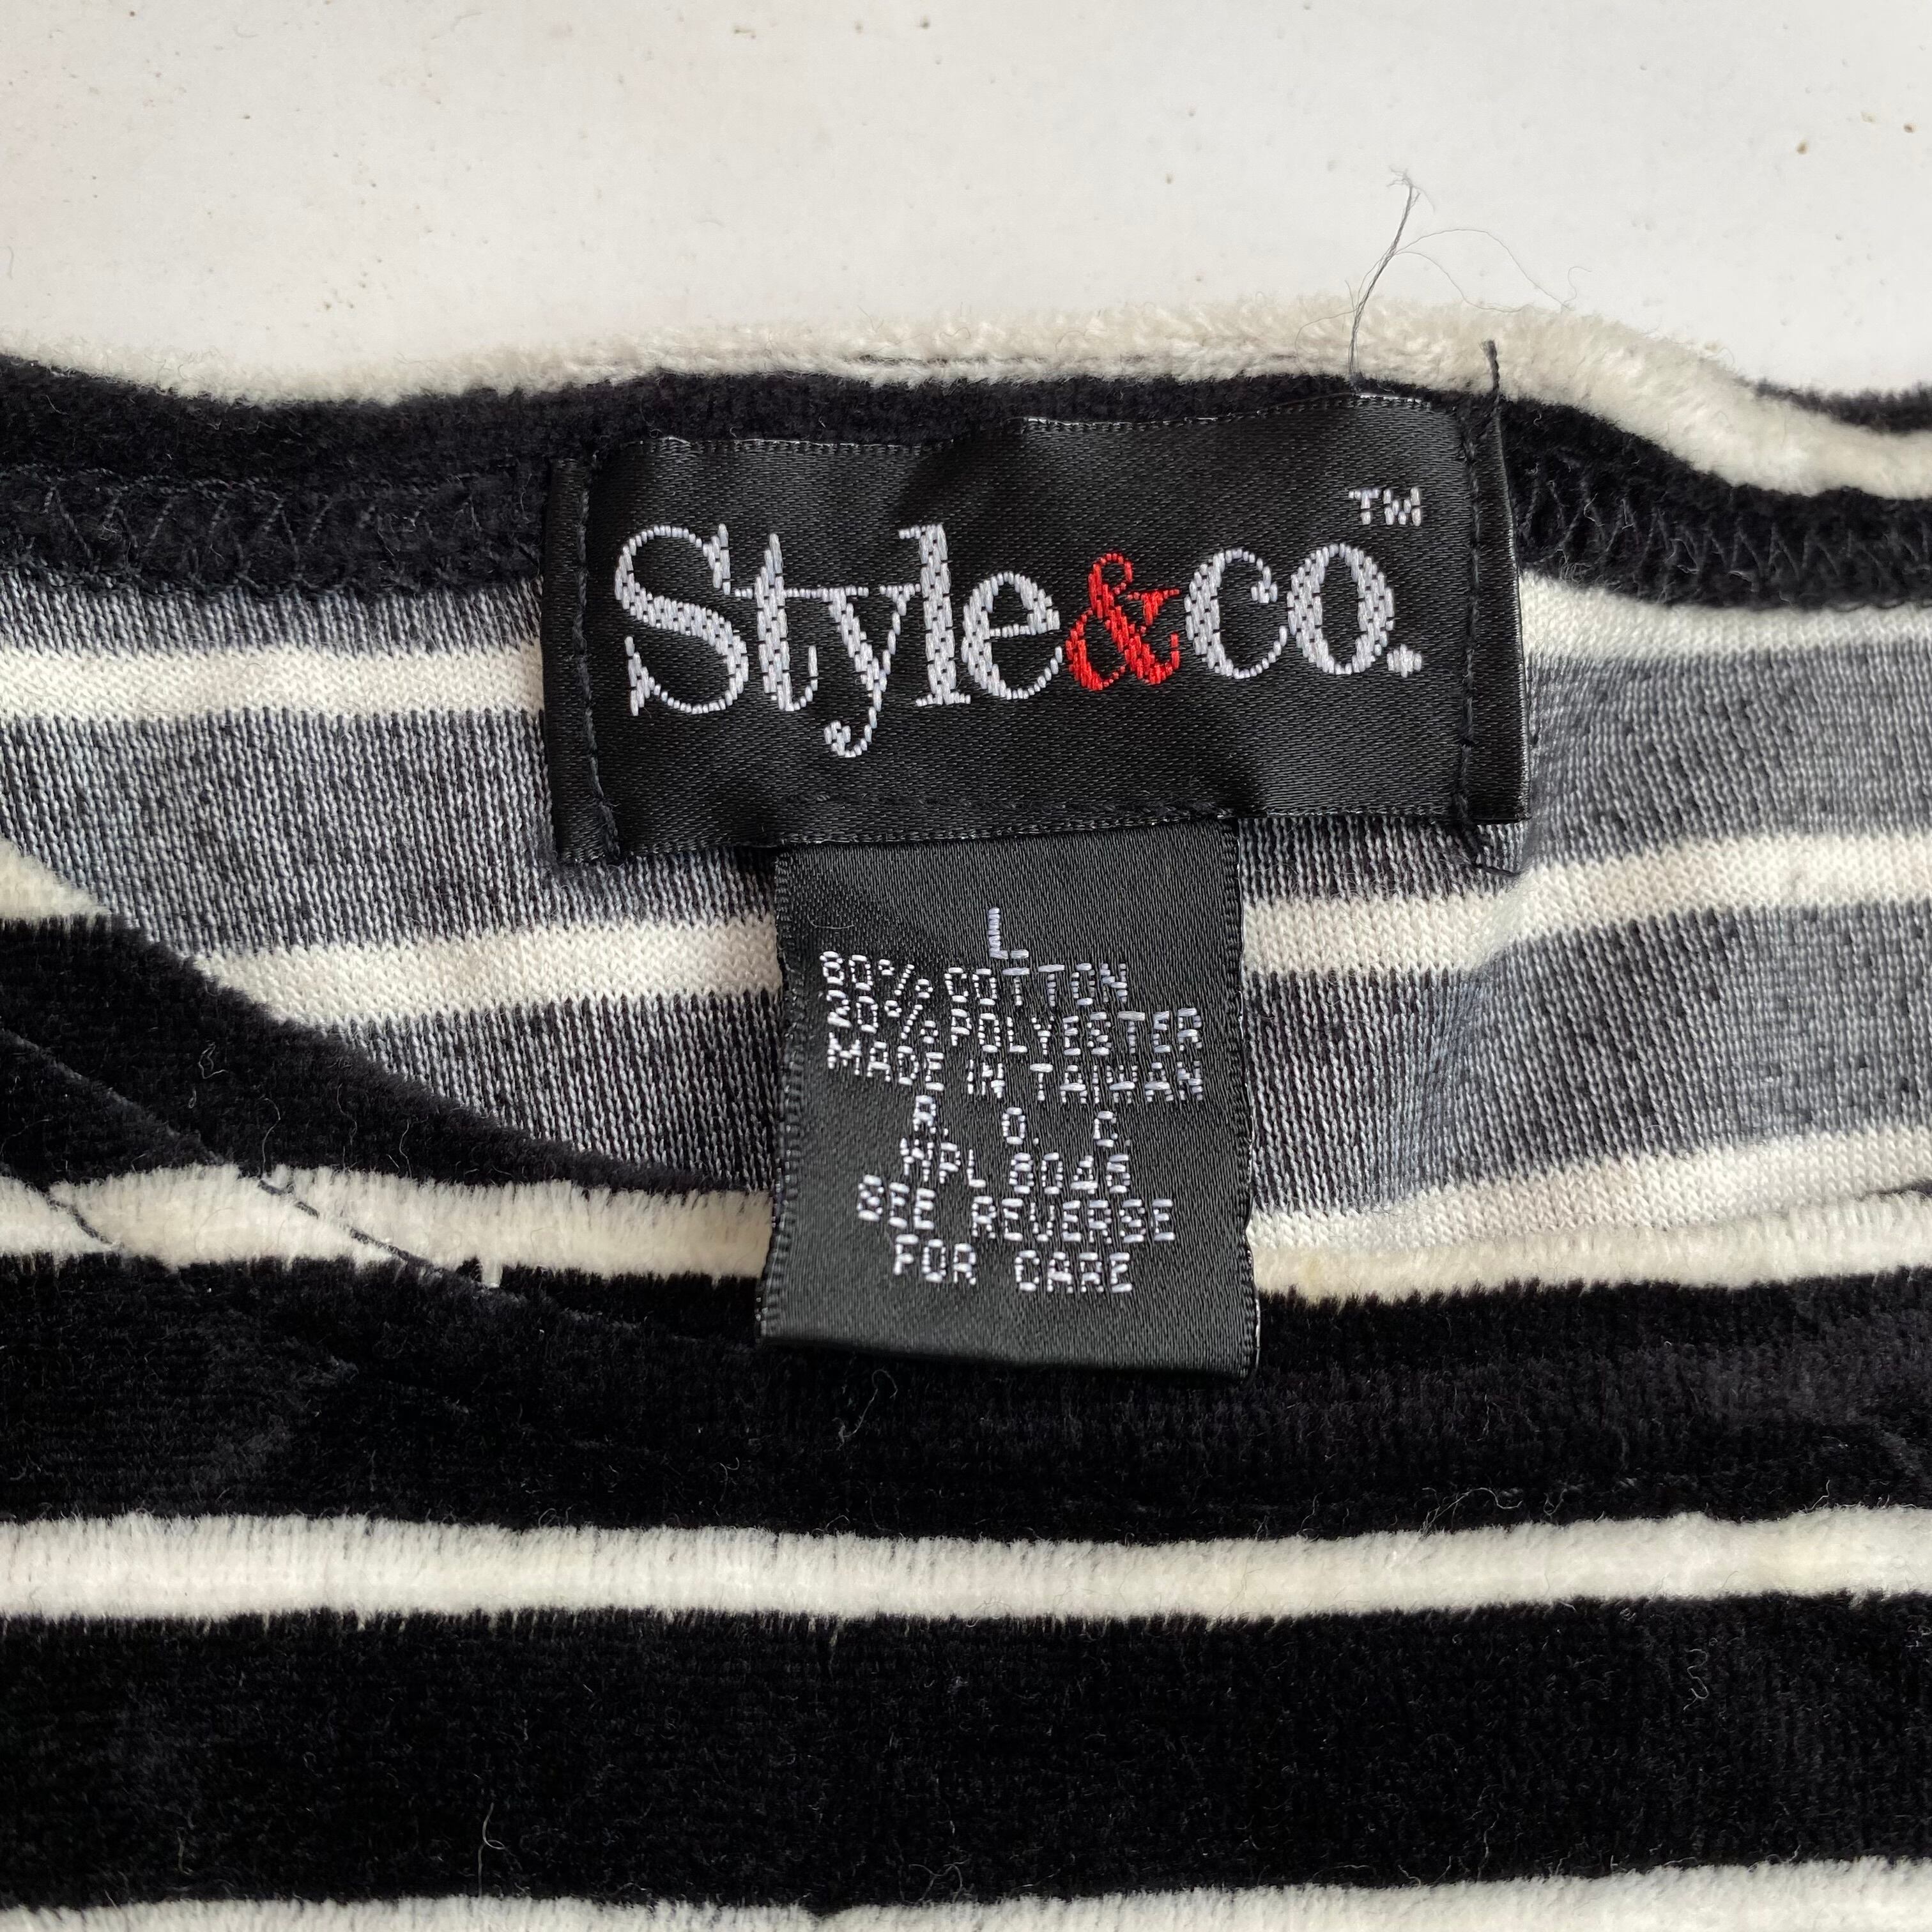 Style&co.™
L
80% COTTON
20% POLYESTER
MADE IN TAIWAN
R. O. C.
WPL 8046
SEE REVERSE
FOR CARE